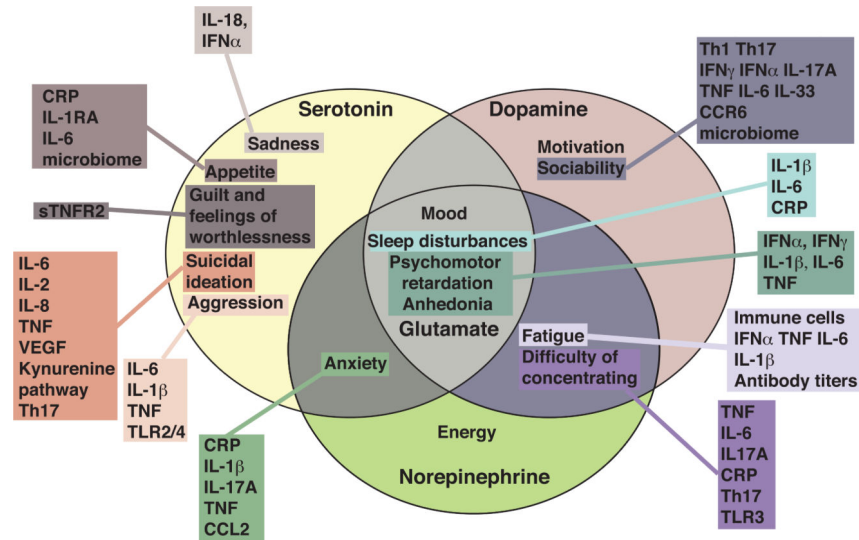 IL-18,
IFNα
Th1 Th17
IFNγ IFNα IL-17A
TNF IL-6 IL-33
CCR6
microbiome
CRP
IL-1RA
IL-6
microbiome
Serotonin
Dopamine
Sadness
Motivation
Sociability
Appetite
IL-1β
IL-6
CRP
sTNFR2
Guilt and
feelings of
worthlessness
Mood
Sleep disturbances
IFNα, IFNγ
IL-1β, IL-6
TNF
Psychomotor
retardation
Anhedonia
IL-6
IL-2
IL-8
TNF
VEGF
Kynurenine
pathway
Th17
Suicidal
ideation
Aggression
Glutamate
Fatigue
Difficulty of
concentrating
Immune cells
IFNα TNF IL-6
IL-1β
Antibody titers
IL-6
IL-1β
TNF
TLR2/4
Anxiety
Energy
Norepinephrine
CRP
IL-1β
IL-17A
TNF
CCL2
TNF
IL-6
IL17A
CRP
Th17
TLR3